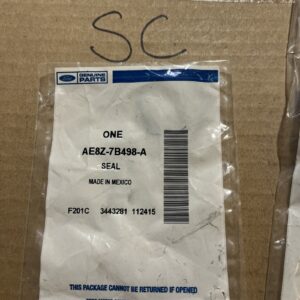 SC
Ford
GENUINE
PARTS
ONE
AE8Z-7B498-A
SEAL
MADE IN MEXICO
F201C 3443281 112415
THIS PACKAGE CANNOT BE RETURNED IF OPENED